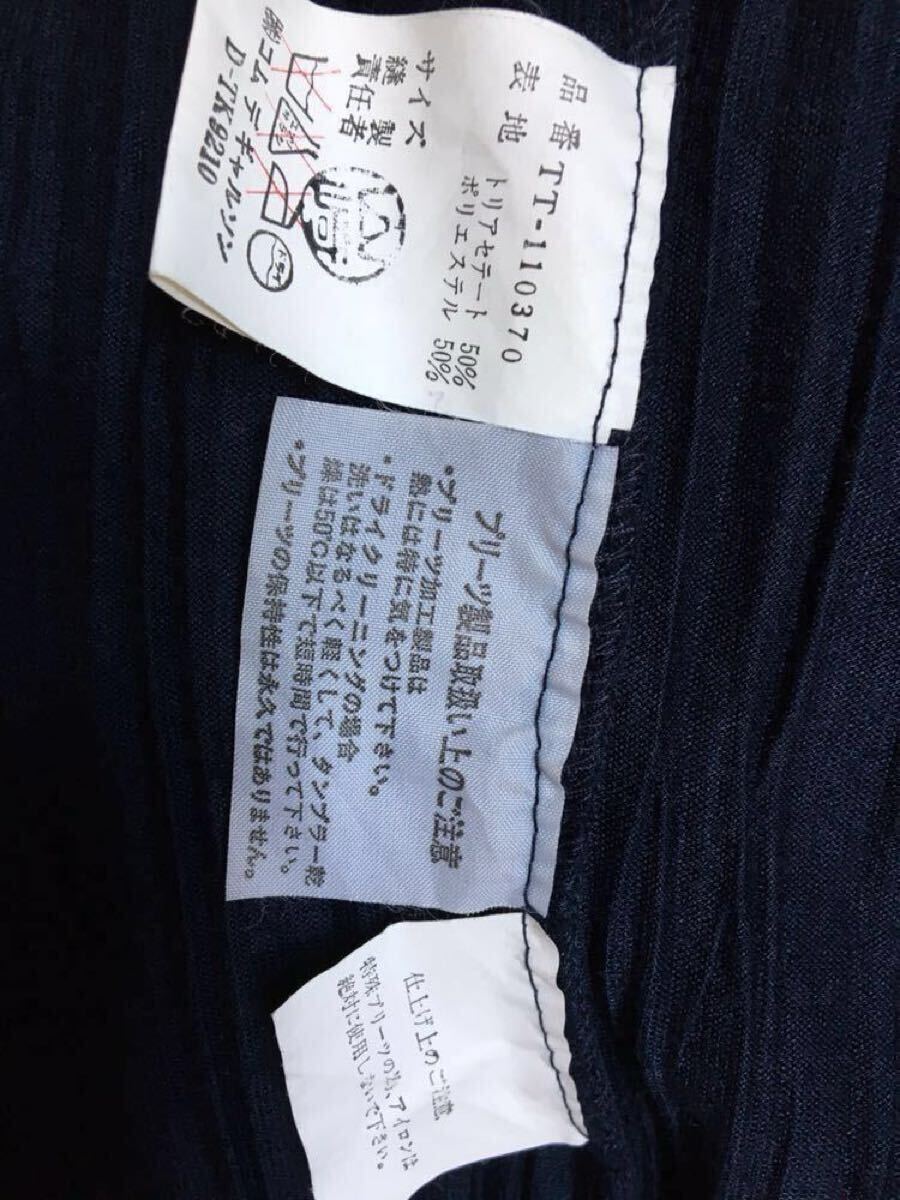 品番 TT-110370
表地 トリアセテート 50%
ポリエステル 50%
サイズ
縫製
責任者
ドライ
㈱コム デ ギャルソン
D-TK9210
プリーツ製品取扱い上のご注意
・プリーツ加工製品は
熱には特に気をつけて下さい。
・ドライクリーニングの場合
洗いはなるべく軽くして、タンブラー乾
燥は50℃以下で短時間で行って下さい。
・プリーツの保持性は永久ではありません。
仕上げ上のご注意
特殊プリーツの為、アイロンは
絶対に使用しないで下さい。